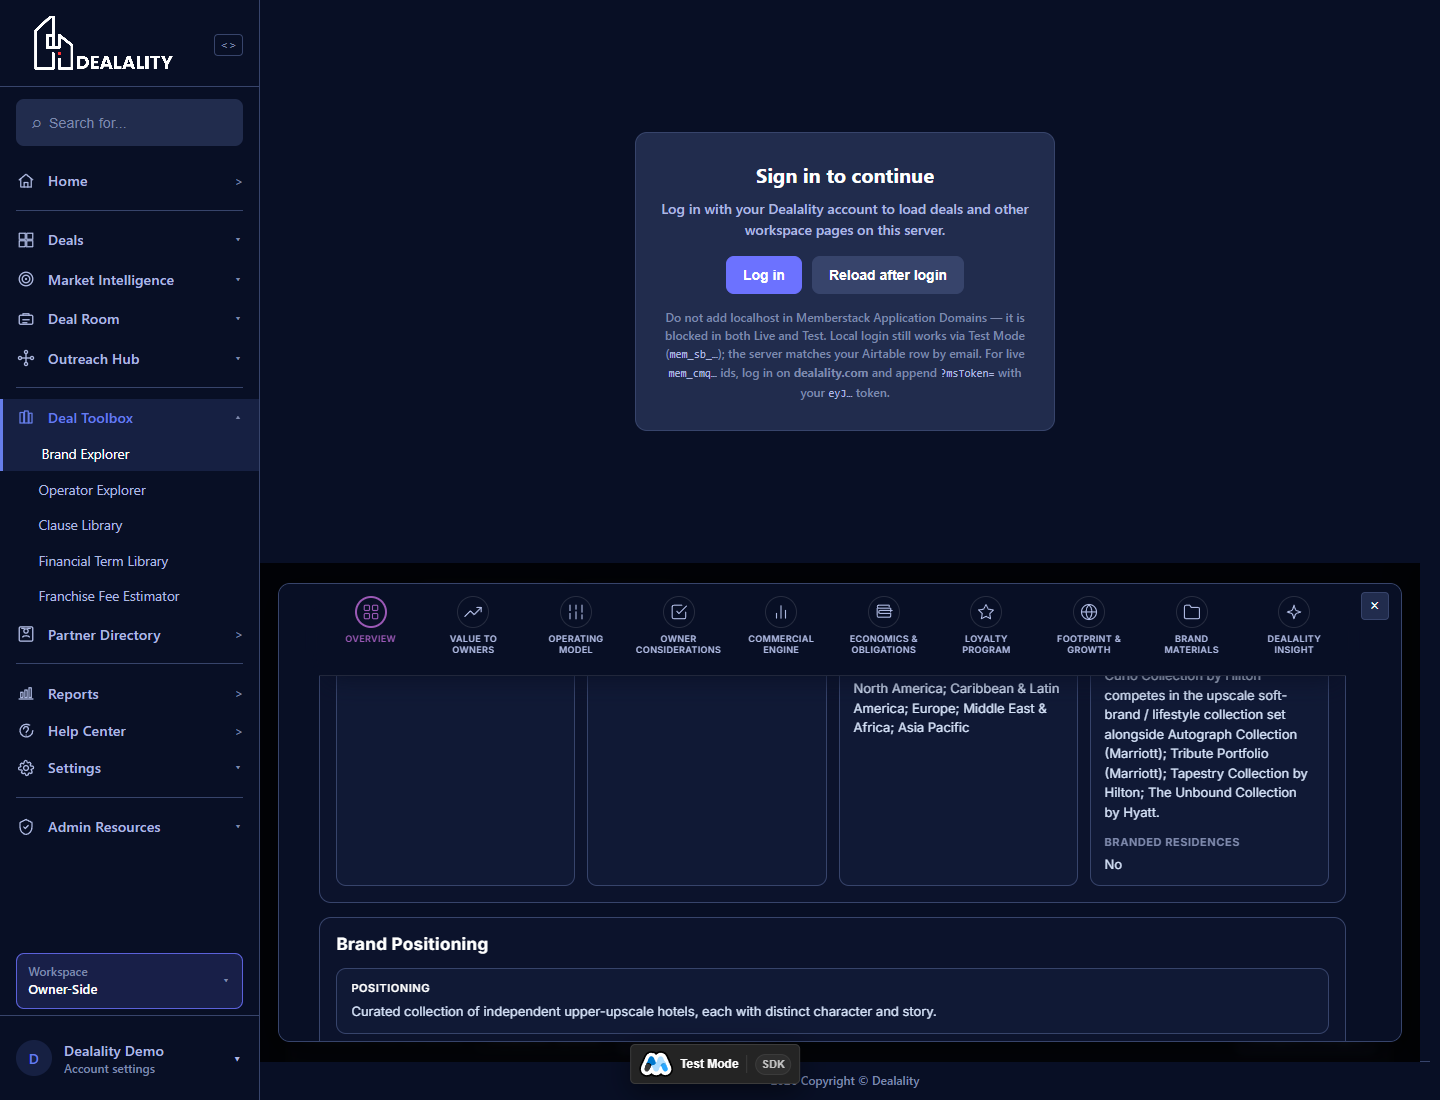 DEALALITY
< >
Search for...
Home
Deals
Market Intelligence
Deal Room
Outreach Hub
Deal Toolbox
Brand Explorer
Operator Explorer
Clause Library
Financial Term Library
Franchise Fee Estimator
Partner Directory
Reports
Help Center
Settings
Admin Resources
Workspace
Owner-Side
D
Dealality Demo
Account settings
Sign in to continue
Log in with your Dealality account to load deals and other
workspace pages on this server.
Log in
Reload after login
Do not add localhost in Memberstack Application Domains — it is
blocked in both Live and Test. Local login still works via Test Mode
(mem_sb_…); the server matches your Airtable row by email. For live
mem_cmq… ids, log in on dealality.com and append ?msToken= with
your eyJ… token.
OVERVIEW
VALUE TO
OWNERS
OPERATING
MODEL
OWNER
CONSIDERATIONS
COMMERCIAL
ENGINE
ECONOMICS &
OBLIGATIONS
LOYALTY
PROGRAM
FOOTPRINT &
GROWTH
BRAND
MATERIALS
DEALALITY
INSIGHT
×
North America; Caribbean & Latin
America; Europe; Middle East &
Africa; Asia Pacific
Curio Collection by Hilton
competes in the upscale soft-
brand / lifestyle collection set
alongside Autograph Collection
(Marriott); Tribute Portfolio
(Marriott); Tapestry Collection by
Hilton; The Unbound Collection
by Hyatt.
BRANDED RESIDENCES
No
Brand Positioning
POSITIONING
Curated collection of independent upper-upscale hotels, each with distinct character and story.
Test Mode
SDK
Copyright © Dealality